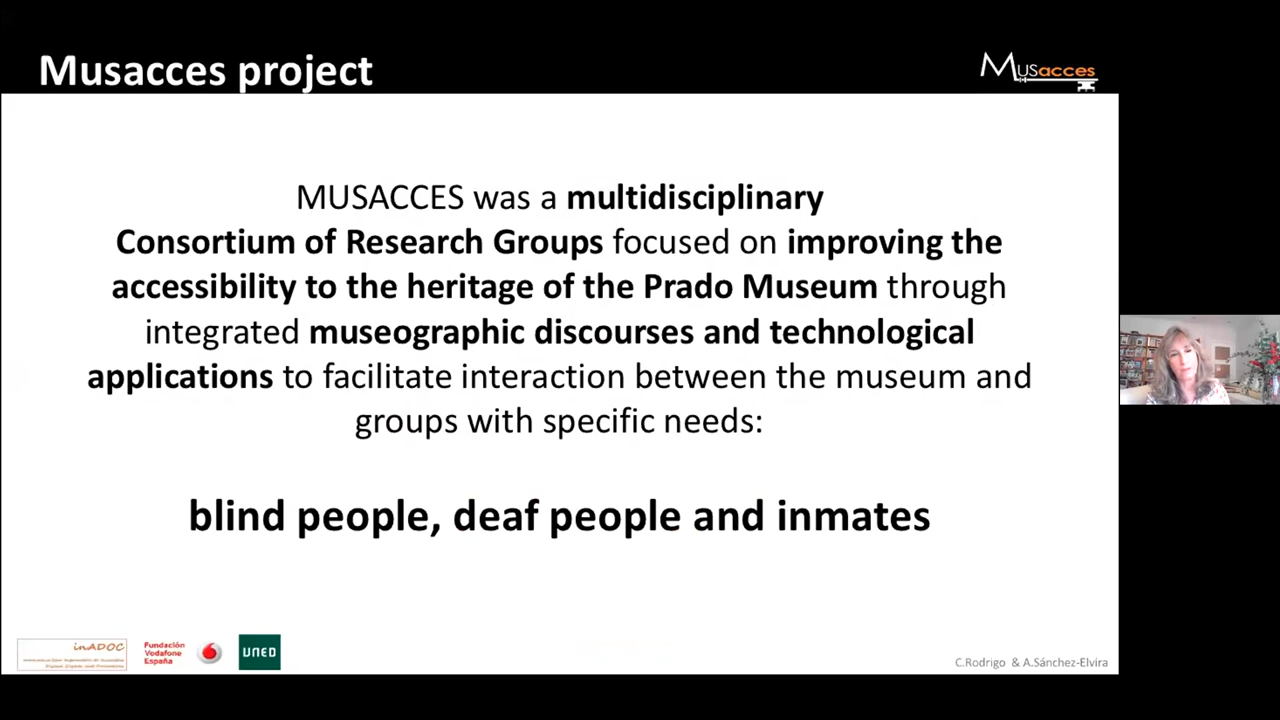 Musacces project
Musacces
MUSACCES was a multidisciplinary
Consortium of Research Groups focused on improving the
accessibility to the heritage of the Prado Museum through
integrated museographic discourses and technological
applications to facilitate interaction between the museum and
groups with specific needs:
blind people, deaf people and inmates
inADOC
Fundación
Vodafone
España
UNED
C.Rodrigo & A.Sánchez-Elvira